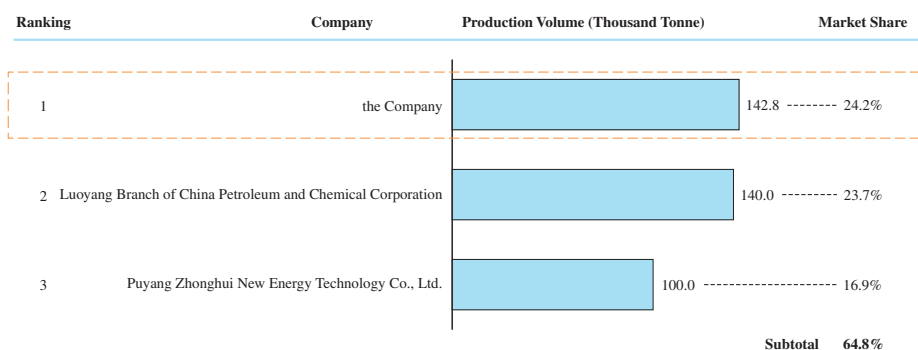 Ranking Company Production Volume (Thousand Tonne) Market Share
1 the Company 142.8 24.2%
2 Luoyang Branch of China Petroleum and Chemical Corporation 140.0 23.7%
3 Puyang Zhonghui New Energy Technology Co., Ltd. 100.0 16.9%
Subtotal 64.8%